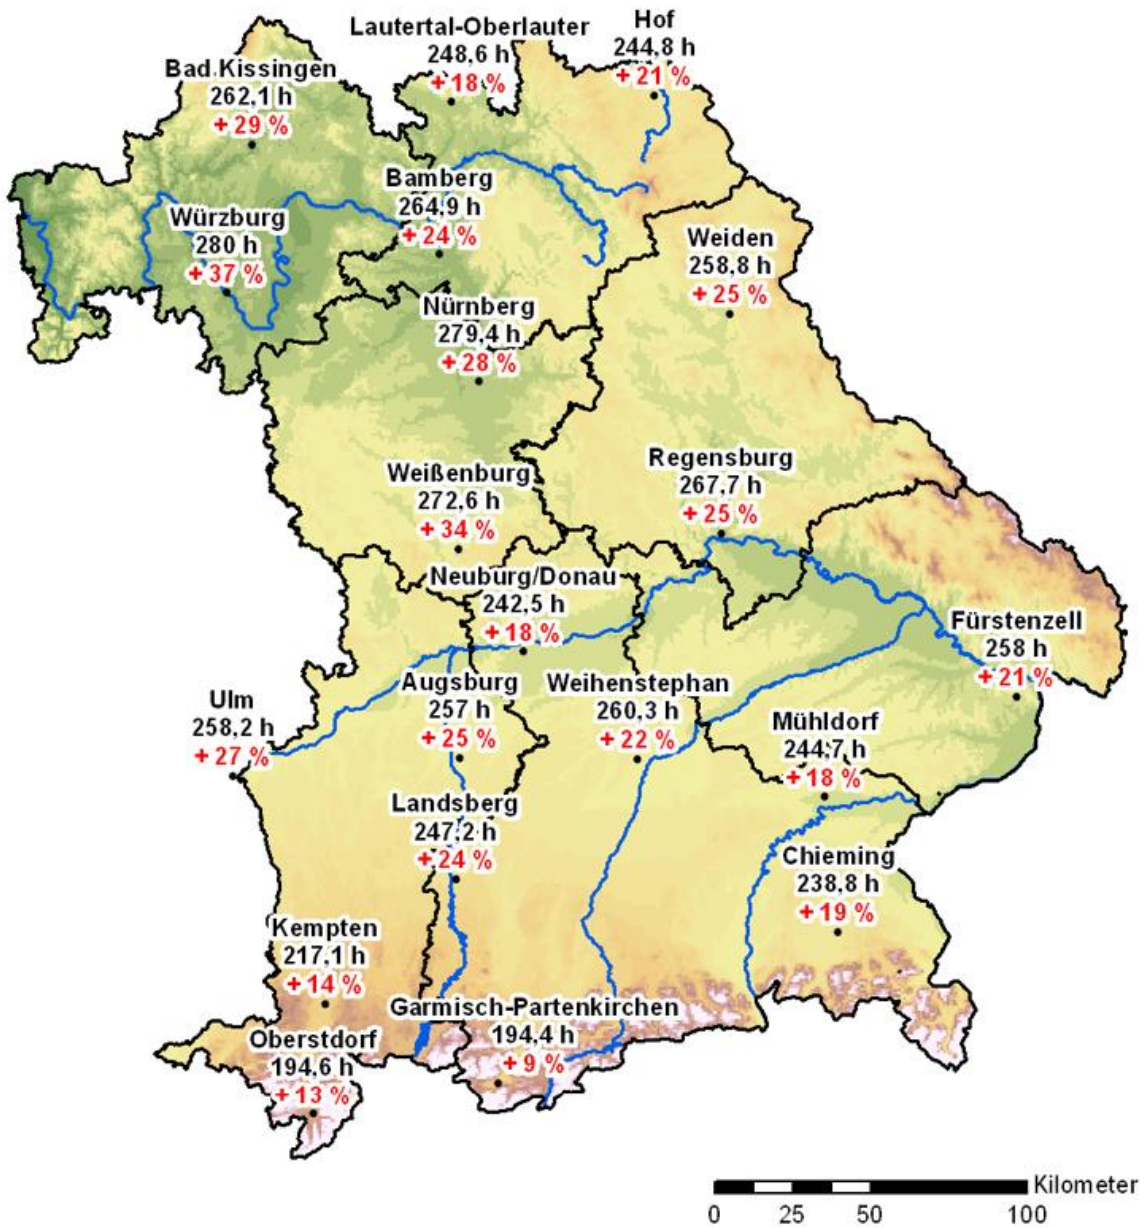 Lautertal-Oberlauter
248,6 h
+ 18 %
Hof
244,8 h
+ 21 %
Bad Kissingen
262,1 h
+ 29 %
Bamberg
264,9 h
+ 24 %
Würzburg
280 h
+ 37 %
Weiden
258,8 h
+ 25 %
Nürnberg
279,4 h
+ 28 %
Weißenburg
272,6 h
+ 34 %
Regensburg
267,7 h
+ 25 %
Neuburg/Donau
242,5 h
+ 18 %
Fürstenzell
258 h
+ 21 %
Ulm
258,2 h
+ 27 %
Augsburg
257 h
+ 25 %
Weihenstephan
260,3 h
+ 22 %
Mühldorf
244,7 h
+ 18 %
Landsberg
247,2 h
+ 24 %
Chieming
238,8 h
+ 19 %
Kempten
217,1 h
+ 14 %
Garmisch-Partenkirchen
194,4 h
+ 9 %
Oberstdorf
194,6 h
+ 13 %
Kilometer
0 25 50 100